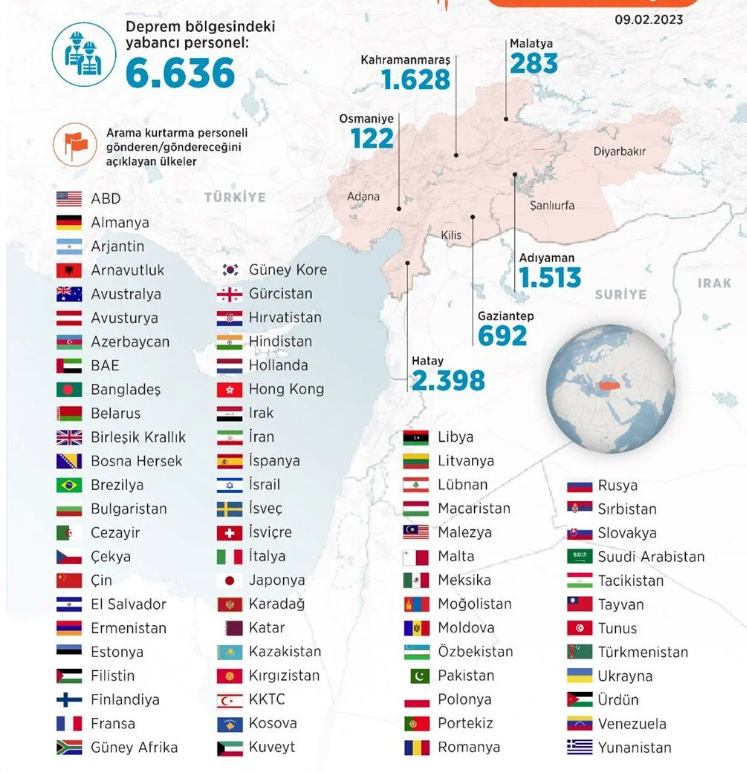 09.02.2023
Deprem bölgesindeki
yabancı personel:
6.636
Arama kurtarma personeli
gönderen/göndereceğini
açıklayan ülkeler
Kahramanmaraş
1.628
Malatya
283
Osmaniye
122
Diyarbakır
Adana
Şanlıurfa
Kilis
Adıyaman
1.513
Gaziantep
692
Hatay
2.398
TÜRKİYE
SURİYE
IRAK
ABD
Almanya
Arjantin
Arnavutluk
Avustralya
Avusturya
Azerbaycan
BAE
Bangladeş
Belarus
Birleşik Krallık
Bosna Hersek
Brezilya
Bulgaristan
Cezayir
Çekya
Çin
El Salvador
Ermenistan
Estonya
Filistin
Finlandiya
Fransa
Güney Afrika
Güney Kore
Gürcistan
Hırvatistan
Hindistan
Hollanda
Hong Kong
Irak
İran
İspanya
İsrail
İsveç
İsviçre
İtalya
Japonya
Karadağ
Katar
Kazakistan
Kırgızistan
KKTC
Kosova
Kuveyt
Libya
Litvanya
Lübnan
Macaristan
Malezya
Malta
Meksika
Moğolistan
Moldova
Özbekistan
Pakistan
Polonya
Portekiz
Romanya
Rusya
Sırbistan
Slovakya
Suudi Arabistan
Tacikistan
Tayvan
Tunus
Türkmenistan
Ukrayna
Ürdün
Venezuela
Yunanistan